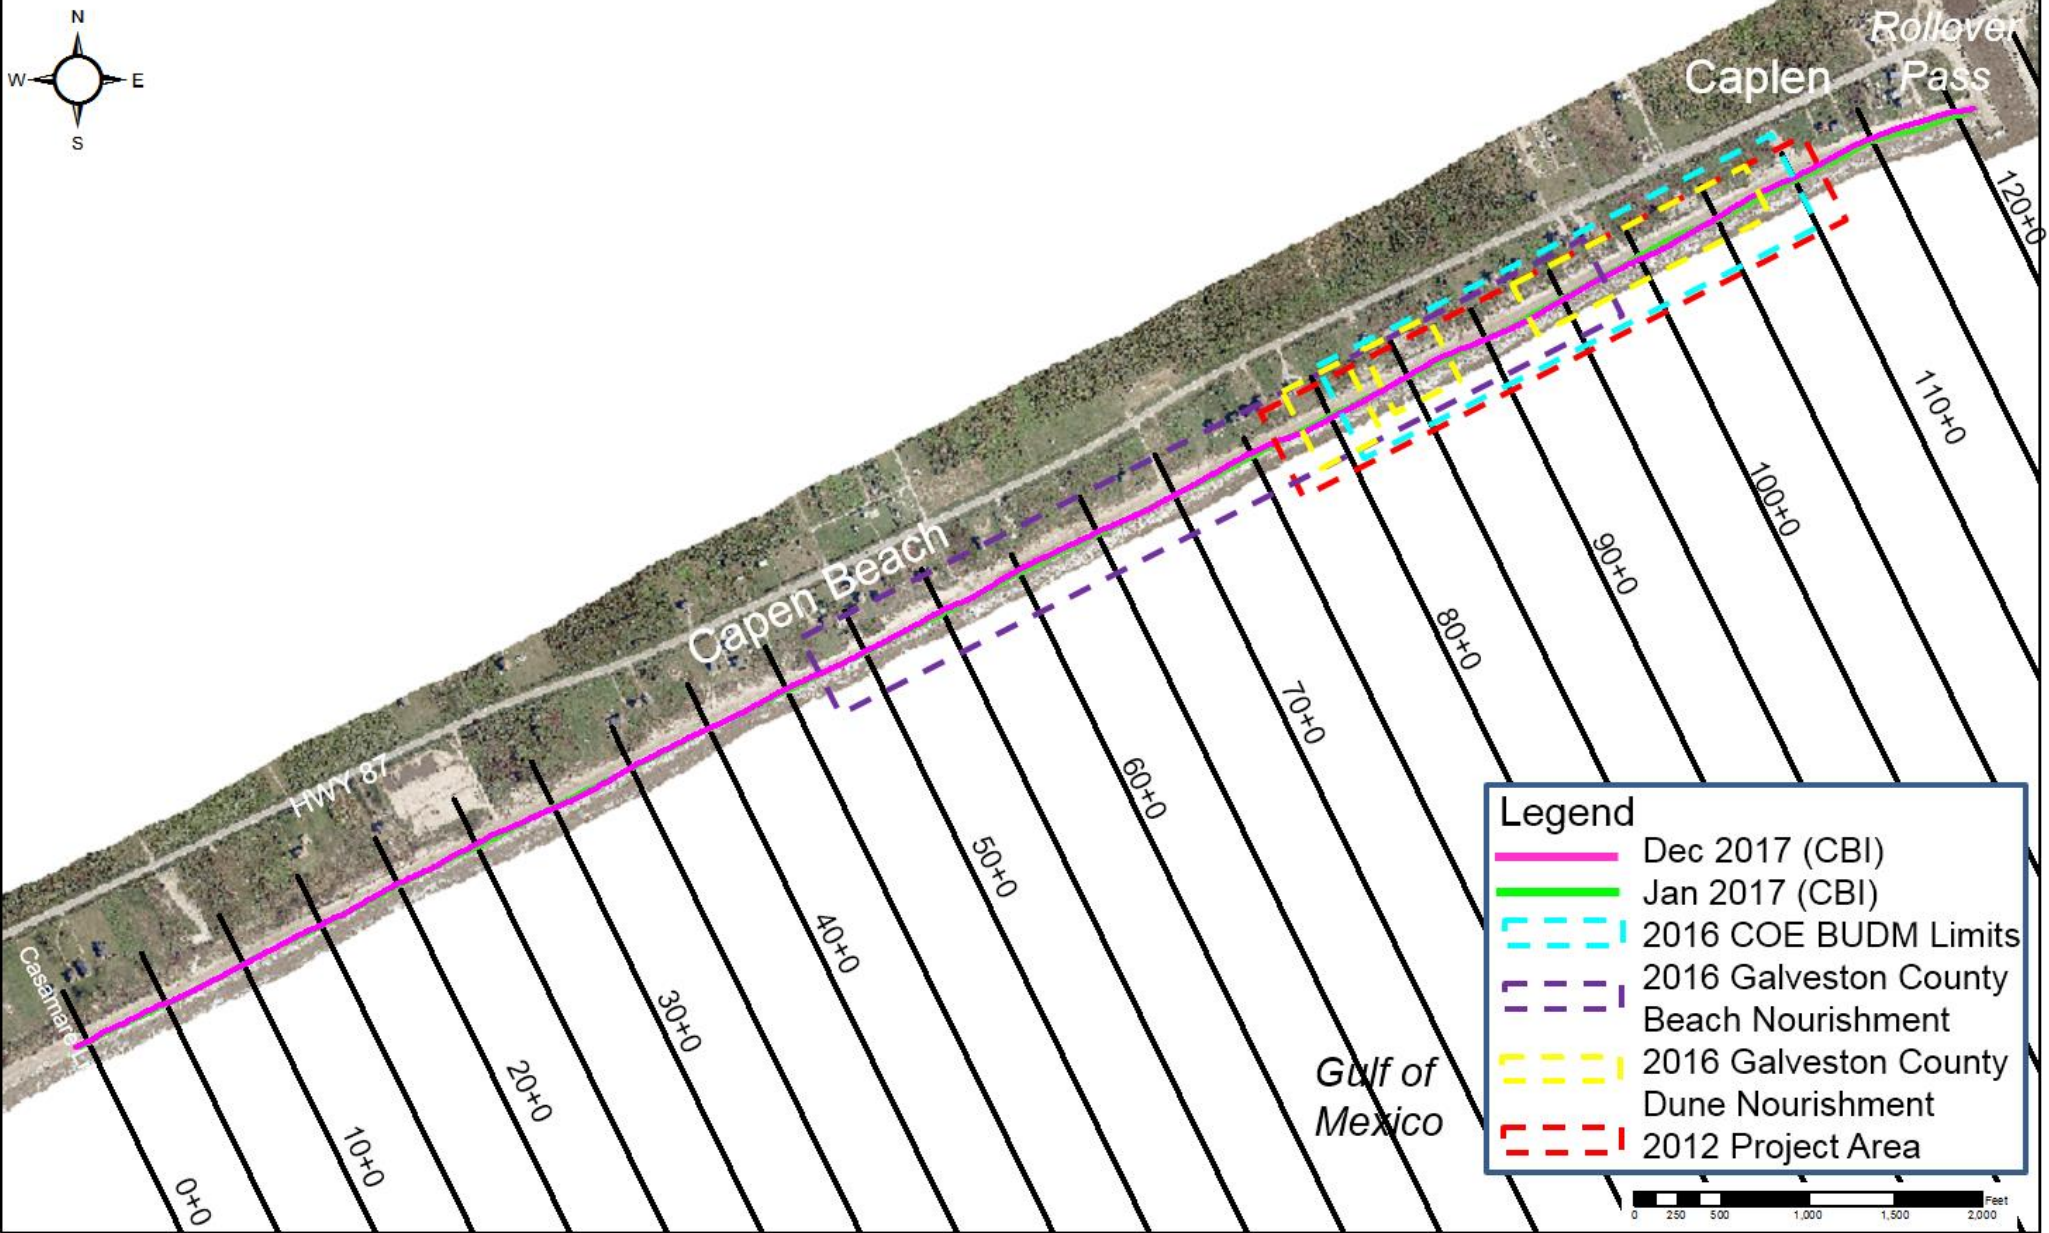 N
W
E
S
Rollover
Pass
Caplen
Capen Beach
HWY 87
0+0
10+0
20+0
30+0
40+0
50+0
60+0
70+0
80+0
90+0
100+0
110+0
120+0
Gulf of
Mexico
Legend
Dec 2017 (CBI)
Jan 2017 (CBI)
2016 COE BUDM Limits
2016 Galveston County
Beach Nourishment
2016 Galveston County
Dune Nourishment
2012 Project Area
Feet
0 250 500 1,000 1,500 2,000